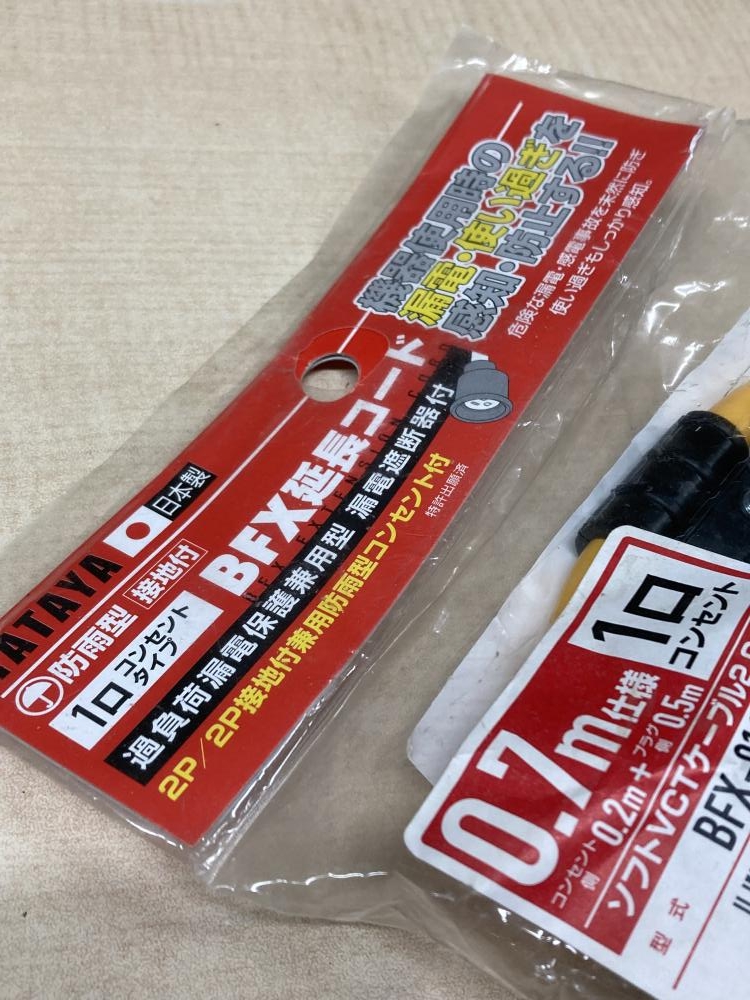 機器使用時の
漏電・使い過ぎを
感知・防止する!!
危険な漏電・感電事故を未然に防ぎ
使い過ぎもしっかり感知。
ATAYA
日本製
防雨型 接地付
1口 コンセント
タイプ
BFX延長コード
BFX EXTENSION CORD
過負荷漏電保護兼用型 漏電遮断器付
2P/2P接地付兼用防雨型コンセント付
特許出願済
1口
コンセント
0.7m仕様
コンセント側 0.2m + プラグ側 0.5m
ソフトVCTケーブル2.0
型式
BFX-01